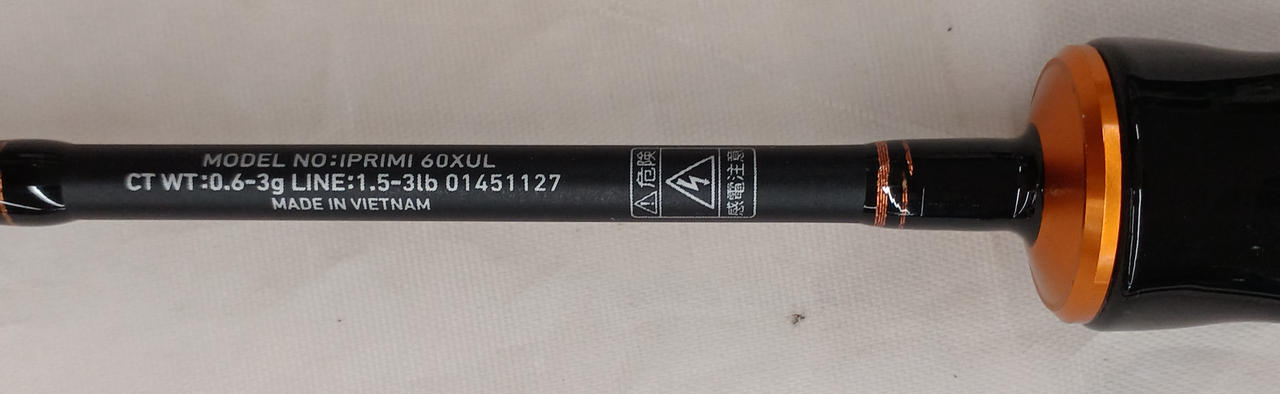 MODEL NO:IPRIMI 60XUL
CT WT:0.6-3g LINE:1.5-3lb 01451127
MADE IN VIETNAM
危険
感電注意